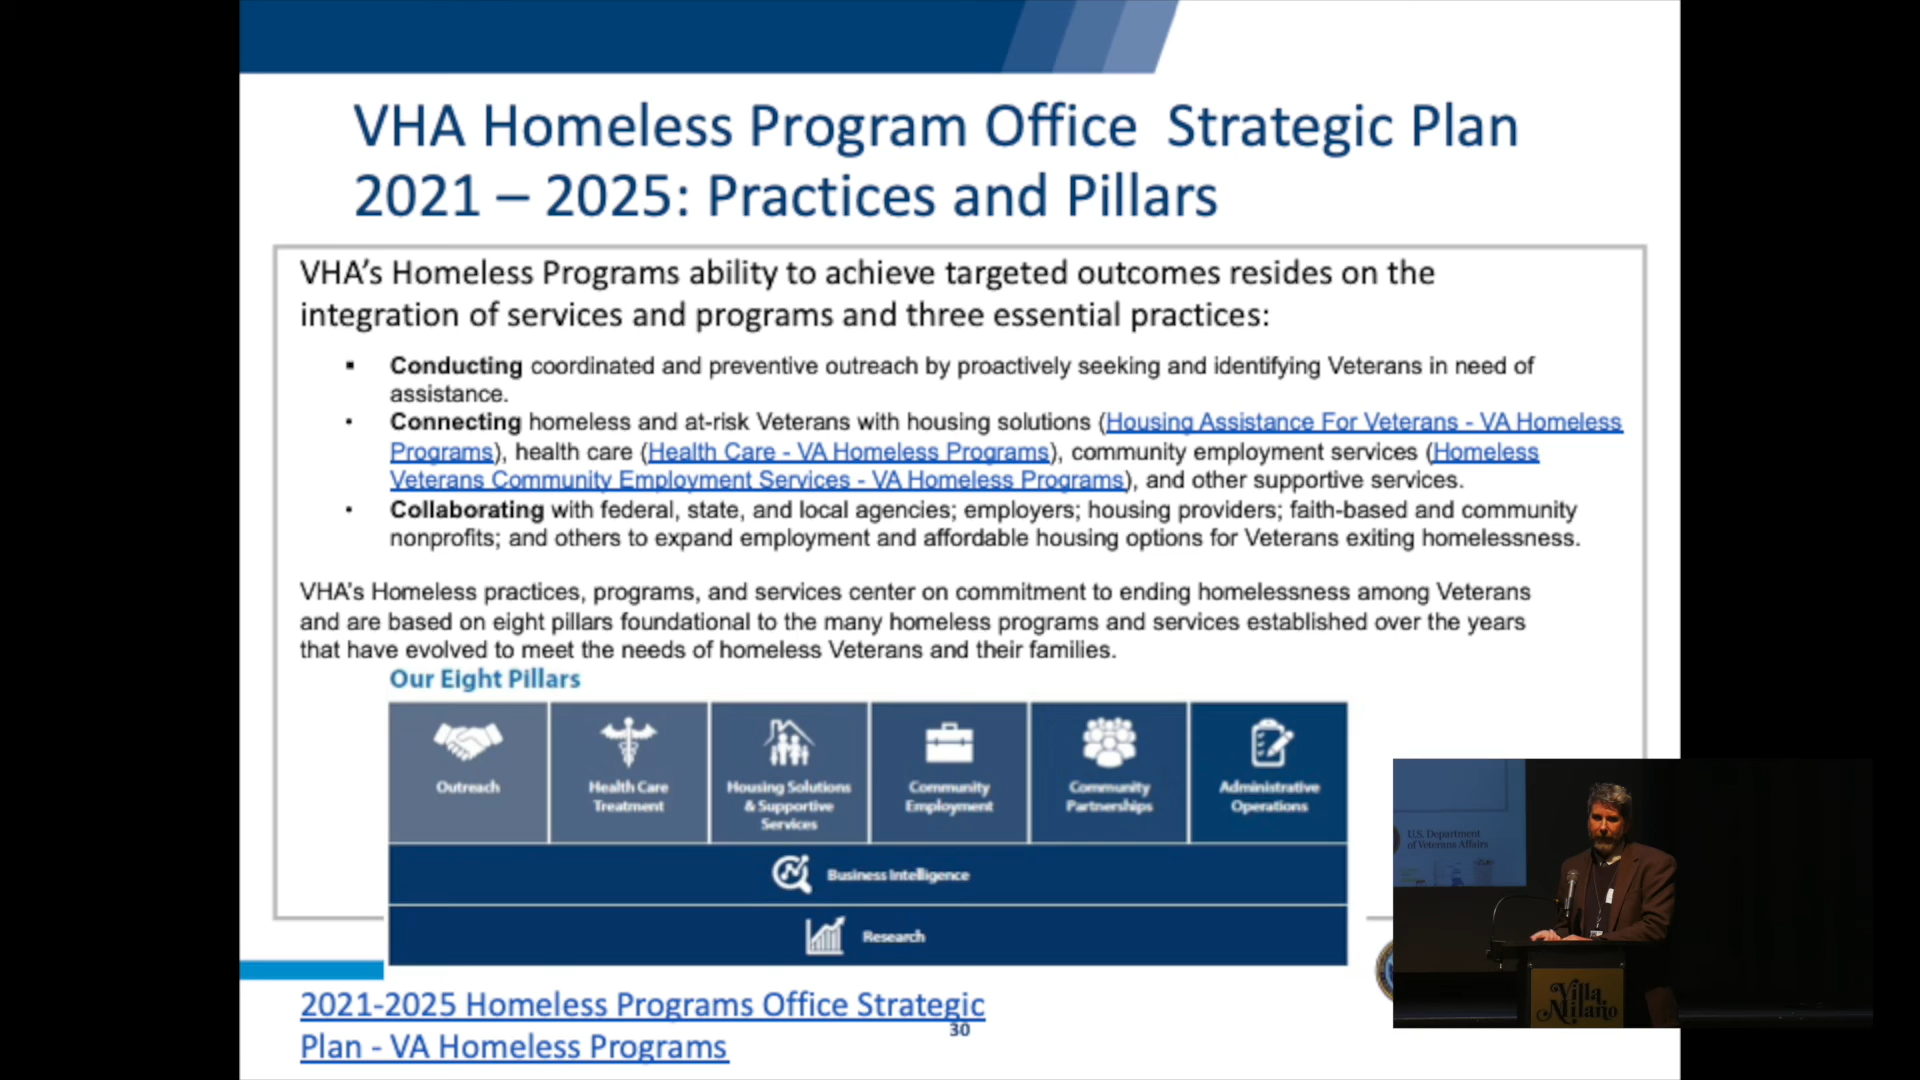 VHA Homeless Program Office Strategic Plan
2021 – 2025: Practices and Pillars
VHA’s Homeless Programs ability to achieve targeted outcomes resides on the
integration of services and programs and three essential practices:
▪ Conducting coordinated and preventive outreach by proactively seeking and identifying Veterans in need of
assistance.
• Connecting homeless and at-risk Veterans with housing solutions (Housing Assistance For Veterans - VA Homeless
Programs), health care (Health Care - VA Homeless Programs), community employment services (Homeless
Veterans Community Employment Services - VA Homeless Programs), and other supportive services.
• Collaborating with federal, state, and local agencies; employers; housing providers; faith-based and community
nonprofits; and others to expand employment and affordable housing options for Veterans exiting homelessness.
VHA's Homeless practices, programs, and services center on commitment to ending homelessness among Veterans
and are based on eight pillars foundational to the many homeless programs and services established over the years
that have evolved to meet the needs of homeless Veterans and their families.
Our Eight Pillars
Outreach
Health Care
Treatment
Housing Solutions
& Supportive
Services
Community
Employment
Community
Partnerships
Administrative
Operations
Business Intelligence
Research
U.S. Department
of Veterans Affairs
Villa
Milano
2021-2025 Homeless Programs Office Strategic
Plan - VA Homeless Programs
30